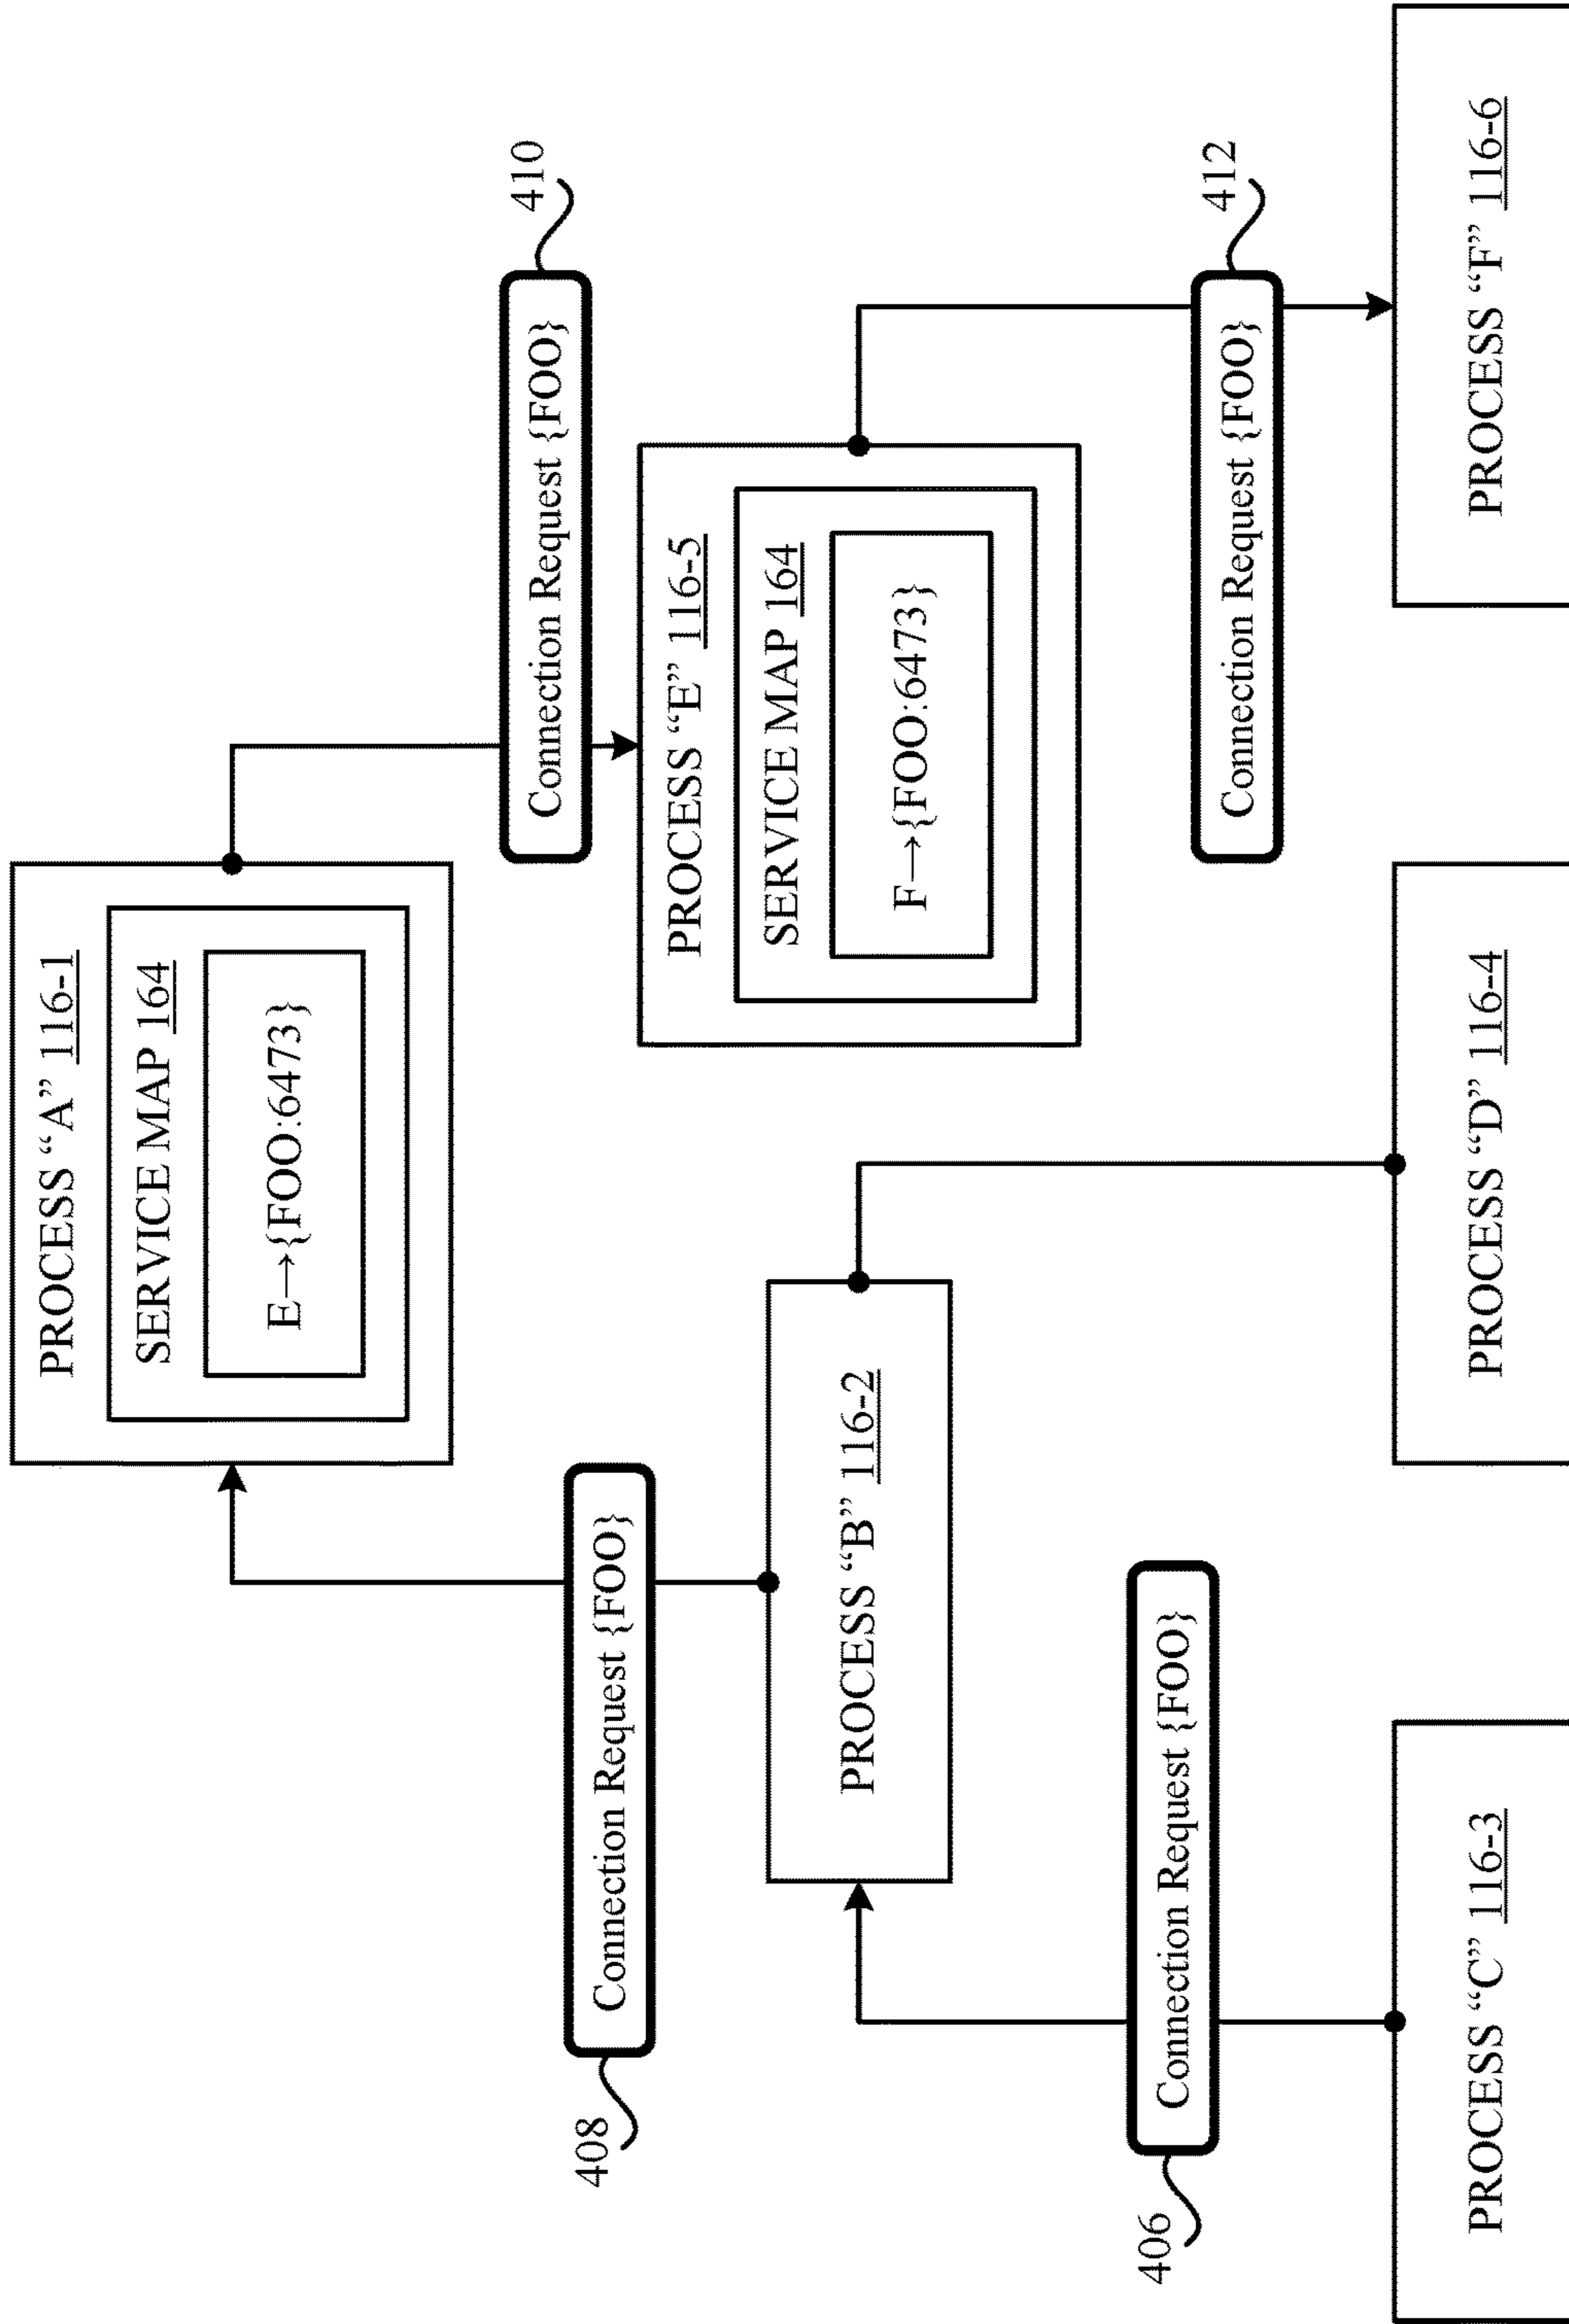 PROCESS “A” 116-1
SERVICE MAP 164
E→{FOO:6473}
410
Connection Request {FOO}
408
Connection Request {FOO}
PROCESS “E” 116-5
SERVICE MAP 164
F→{FOO:6473}
PROCESS “B” 116-2
406
Connection Request {FOO}
412
Connection Request {FOO}
PROCESS “C” 116-3
PROCESS “D” 116-4
PROCESS “F” 116-6